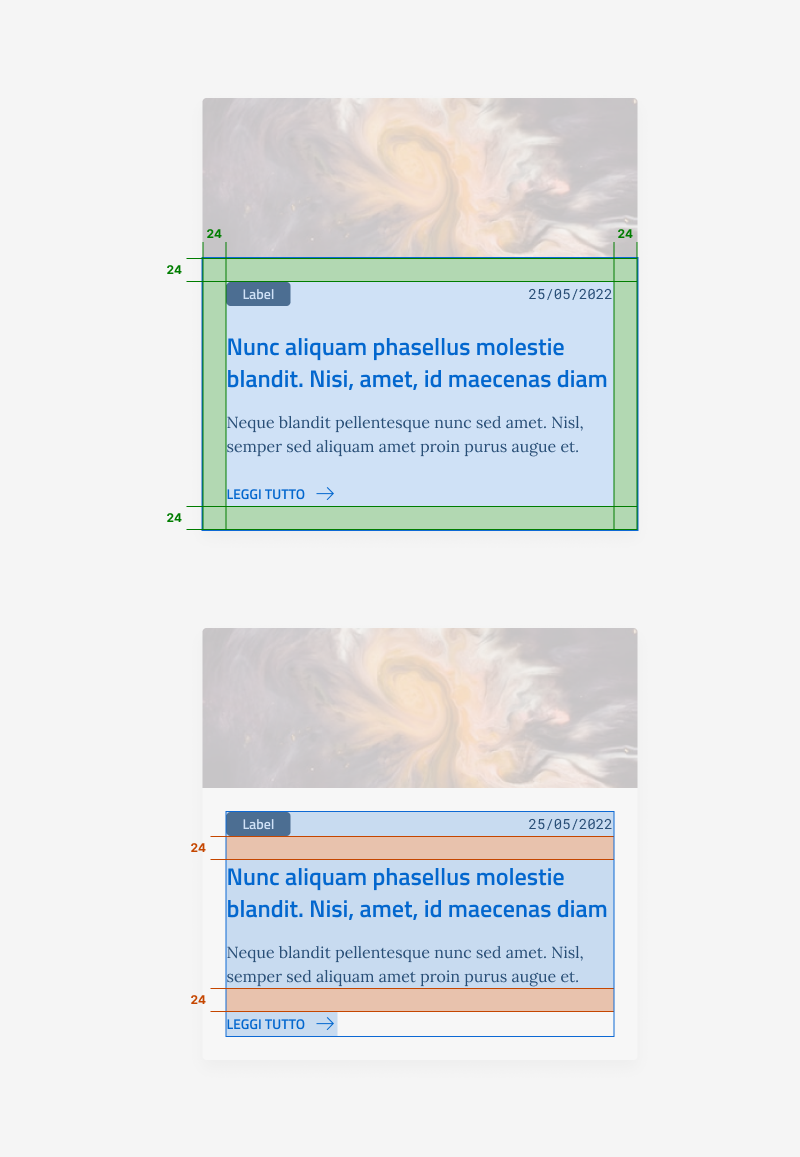 24
24
24
Label
25/05/2022
Nunc aliquam phasellus molestie
blandit. Nisi, amet, id maecenas diam
Neque blandit pellentesque nunc sed amet. Nisl,
semper sed aliquam amet proin purus augue et.
LEGGI TUTTO
24
Label
25/05/2022
24
Nunc aliquam phasellus molestie
blandit. Nisi, amet, id maecenas diam
Neque blandit pellentesque nunc sed amet. Nisl,
semper sed aliquam amet proin purus augue et.
24
LEGGI TUTTO